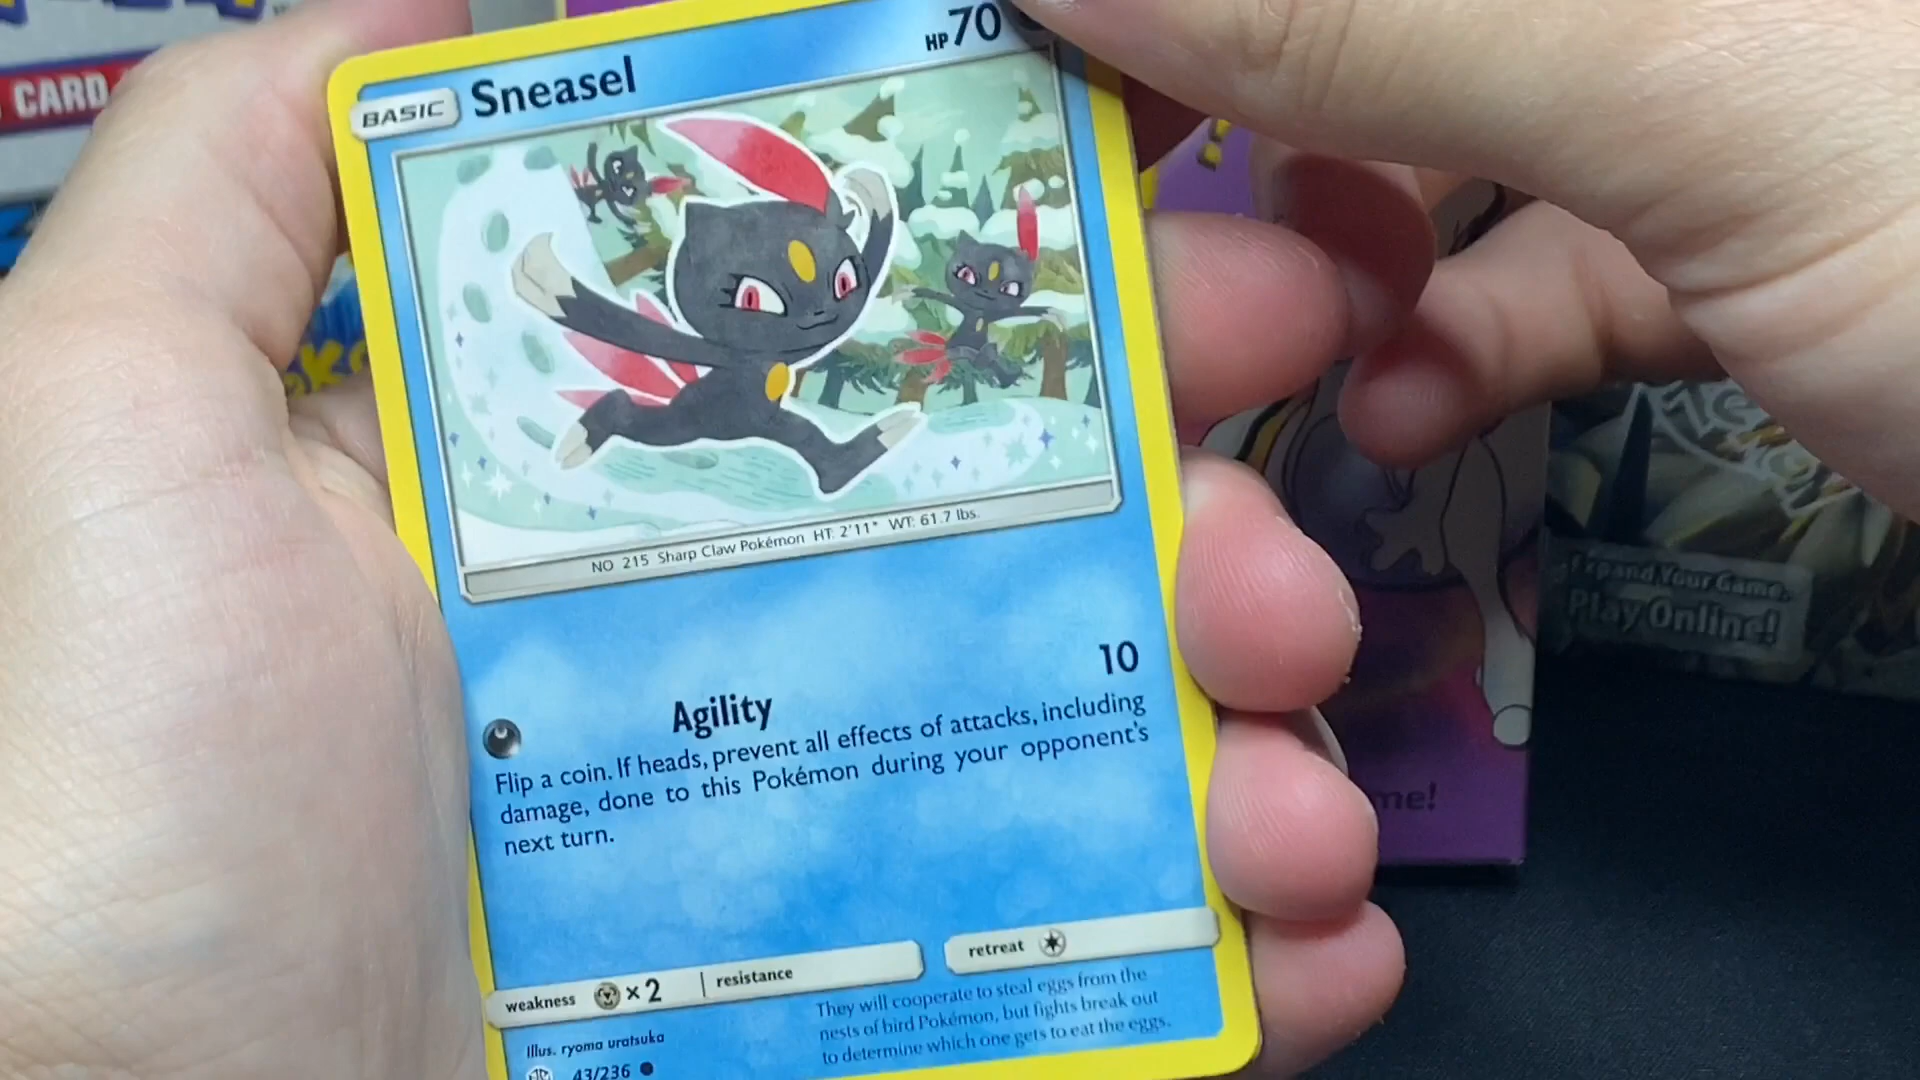 CARD
BASIC
Sneasel
HP70
NO 215 Sharp Claw Pokémon HT: 2'11" WT: 61.7 lbs.
Agility
10
Flip a coin. If heads, prevent all effects of attacks, including
damage, done to this Pokémon during your opponent's
next turn.
weakness ×2
resistance
retreat
They will cooperate to steal eggs from the
nests of bird Pokémon, but fights break out
to determine which one gets to eat the eggs.
Illus. ryoma uratsuka
43/236
Expand Your Game.
Play Online!
me!